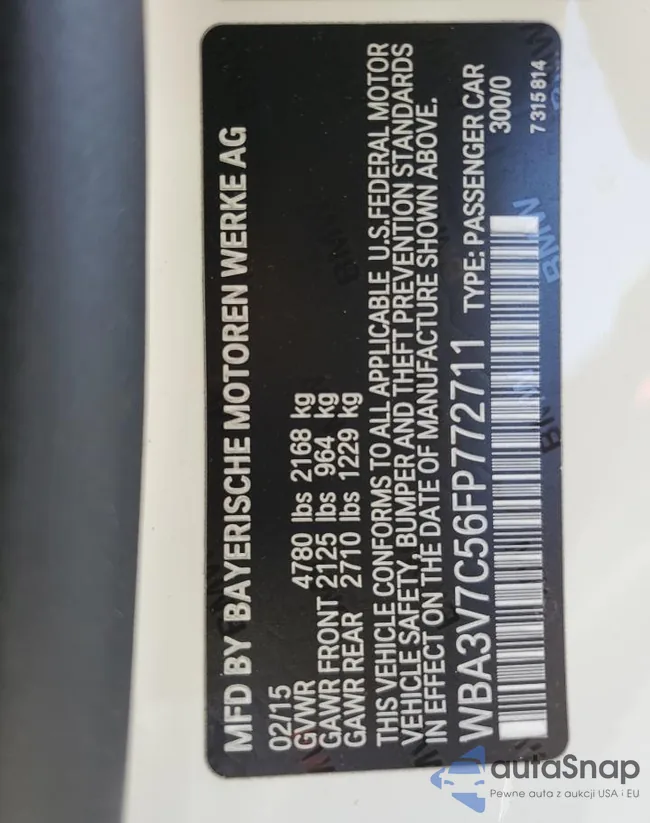 MFD BY BAYERISCHE MOTOREN WERKE AG
02/15
GVWR 4780 lbs 2168 kg
GAWR FRONT 2125 lbs 964 kg
GAWR REAR 2710 lbs 1229 kg
THIS VEHICLE CONFORMS TO ALL APPLICABLE U.S.FEDERAL MOTOR
VEHICLE SAFETY, BUMPER AND THEFT PREVENTION STANDARDS
IN EFFECT ON THE DATE OF MANUFACTURE SHOWN ABOVE.
WBA3V7C56FP772711 TYPE: PASSENGER CAR
300/0
7315814
BMW
autaSnap
Pewne auta z aukcji USA i EU